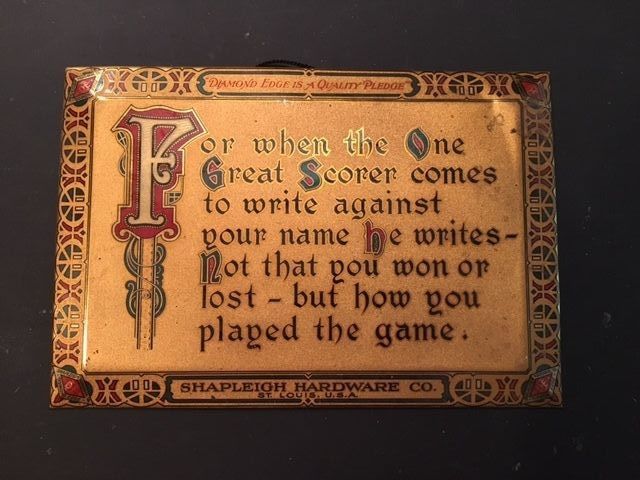 DIAMOND EDGE IS A QUALITY PLEDGE
For when the One
Great Scorer comes
to write against
your name he writes-
Not that you won or
lost - but how you
played the game.
SHAPLEIGH HARDWARE CO.
ST. LOUIS, U.S.A.